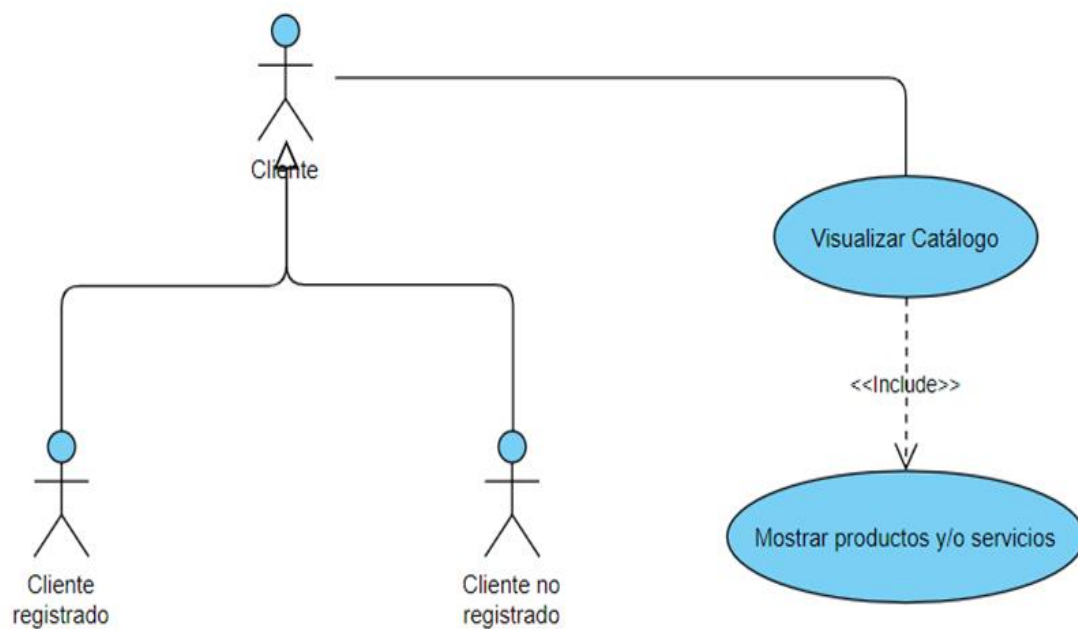 Cliente
Visualizar Catálogo
<<Include>>
Mostrar productos y/o servicios
Cliente
registrado
Cliente no
registrado